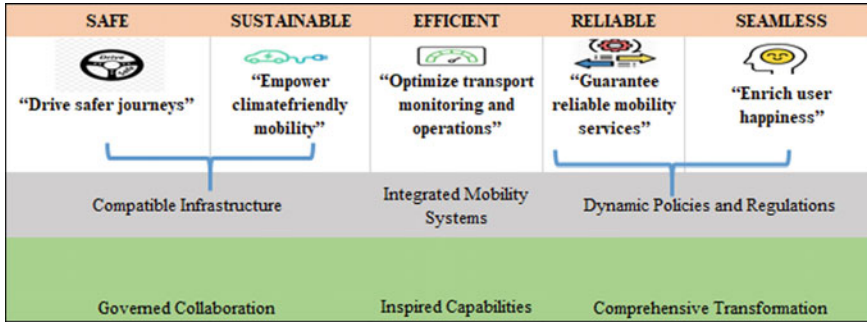 SAFE SUSTAINABLE EFFICIENT RELIABLE SEAMLESS
Drive
Safe
“Drive safer journeys”
“Empower
climatefriendly
mobility”
“Optimize transport
monitoring and
operations”
“Guarantee
reliable mobility
services”
“Enrich user
happiness”
Compatible Infrastructure
Integrated Mobility
Systems
Dynamic Policies and Regulations
Governed Collaboration
Inspired Capabilities
Comprehensive Transformation